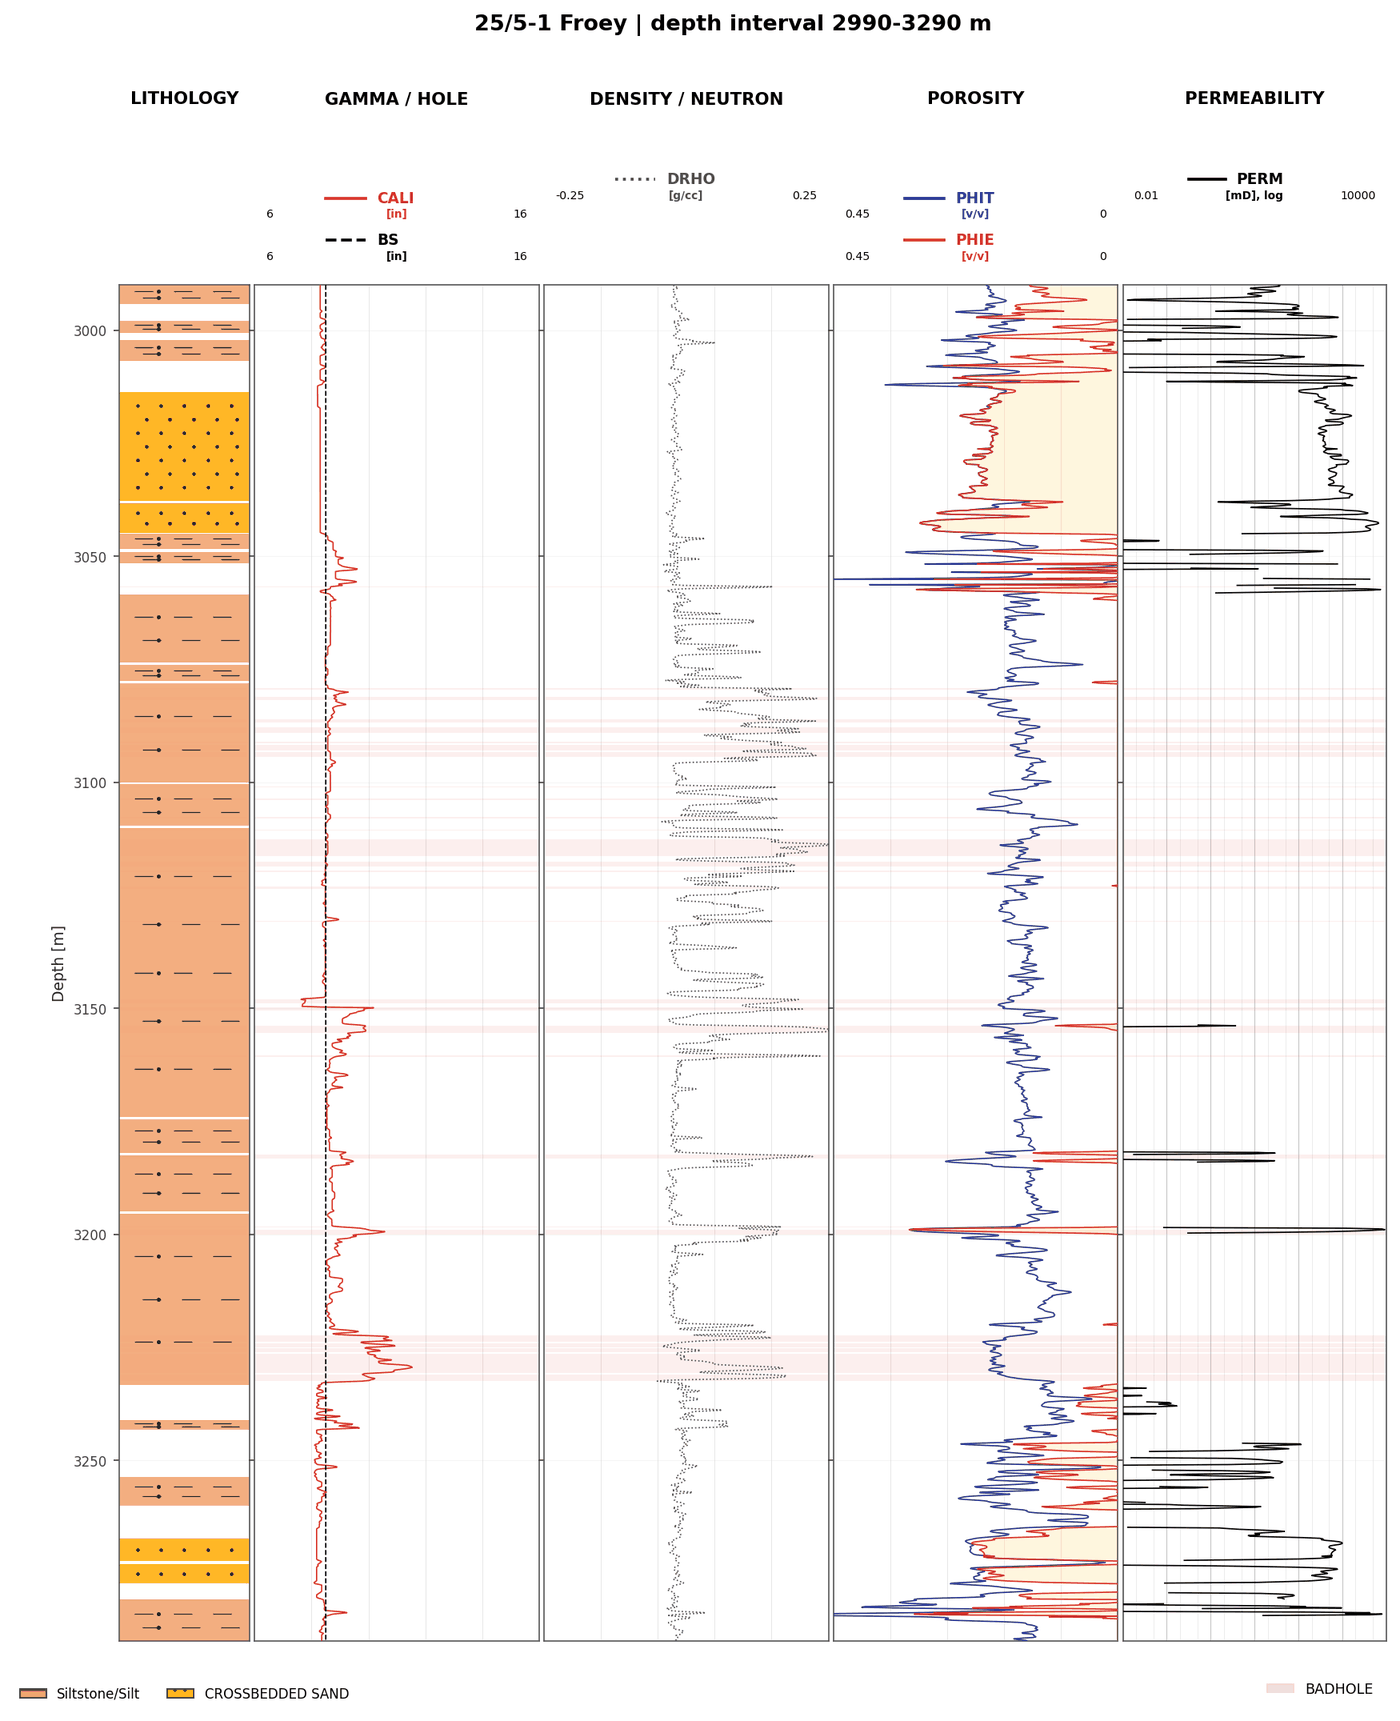 25/5-1 Froey | depth interval 2990-3290 m
LITHOLOGY
GAMMA / HOLE
DENSITY / NEUTRON
POROSITY
PERMEABILITY
CALI
6 [in] 16
BS
6 [in] 16
DRHO
-0.25 [g/cc] 0.25
PHIT
0.45 [v/v] 0
PHIE
0.45 [v/v] 0
PERM
0.01 [mD], log 10000
Depth [m]
3000
3050
3100
3150
3200
3250
Siltstone/Silt
CROSSBEDDED SAND
BADHOLE